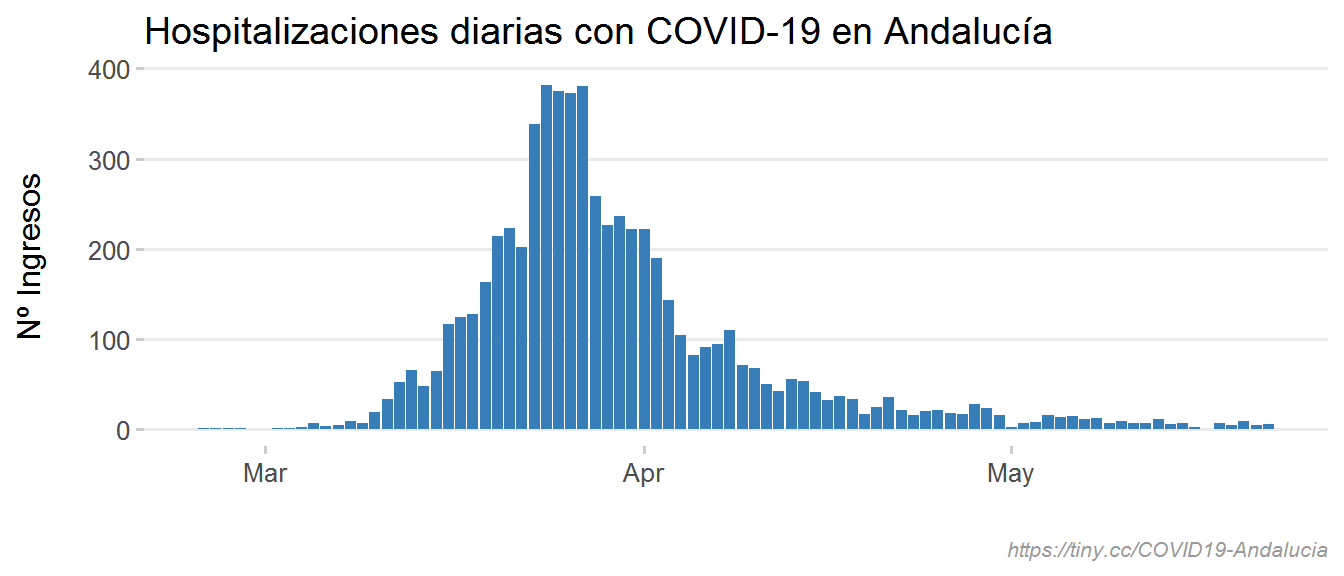 Hospitalizaciones diarias con COVID-19 en Andalucía
Nº Ingresos
400
300
200
100
0
Mar Apr May
https://tiny.cc/COVID19-Andalucia